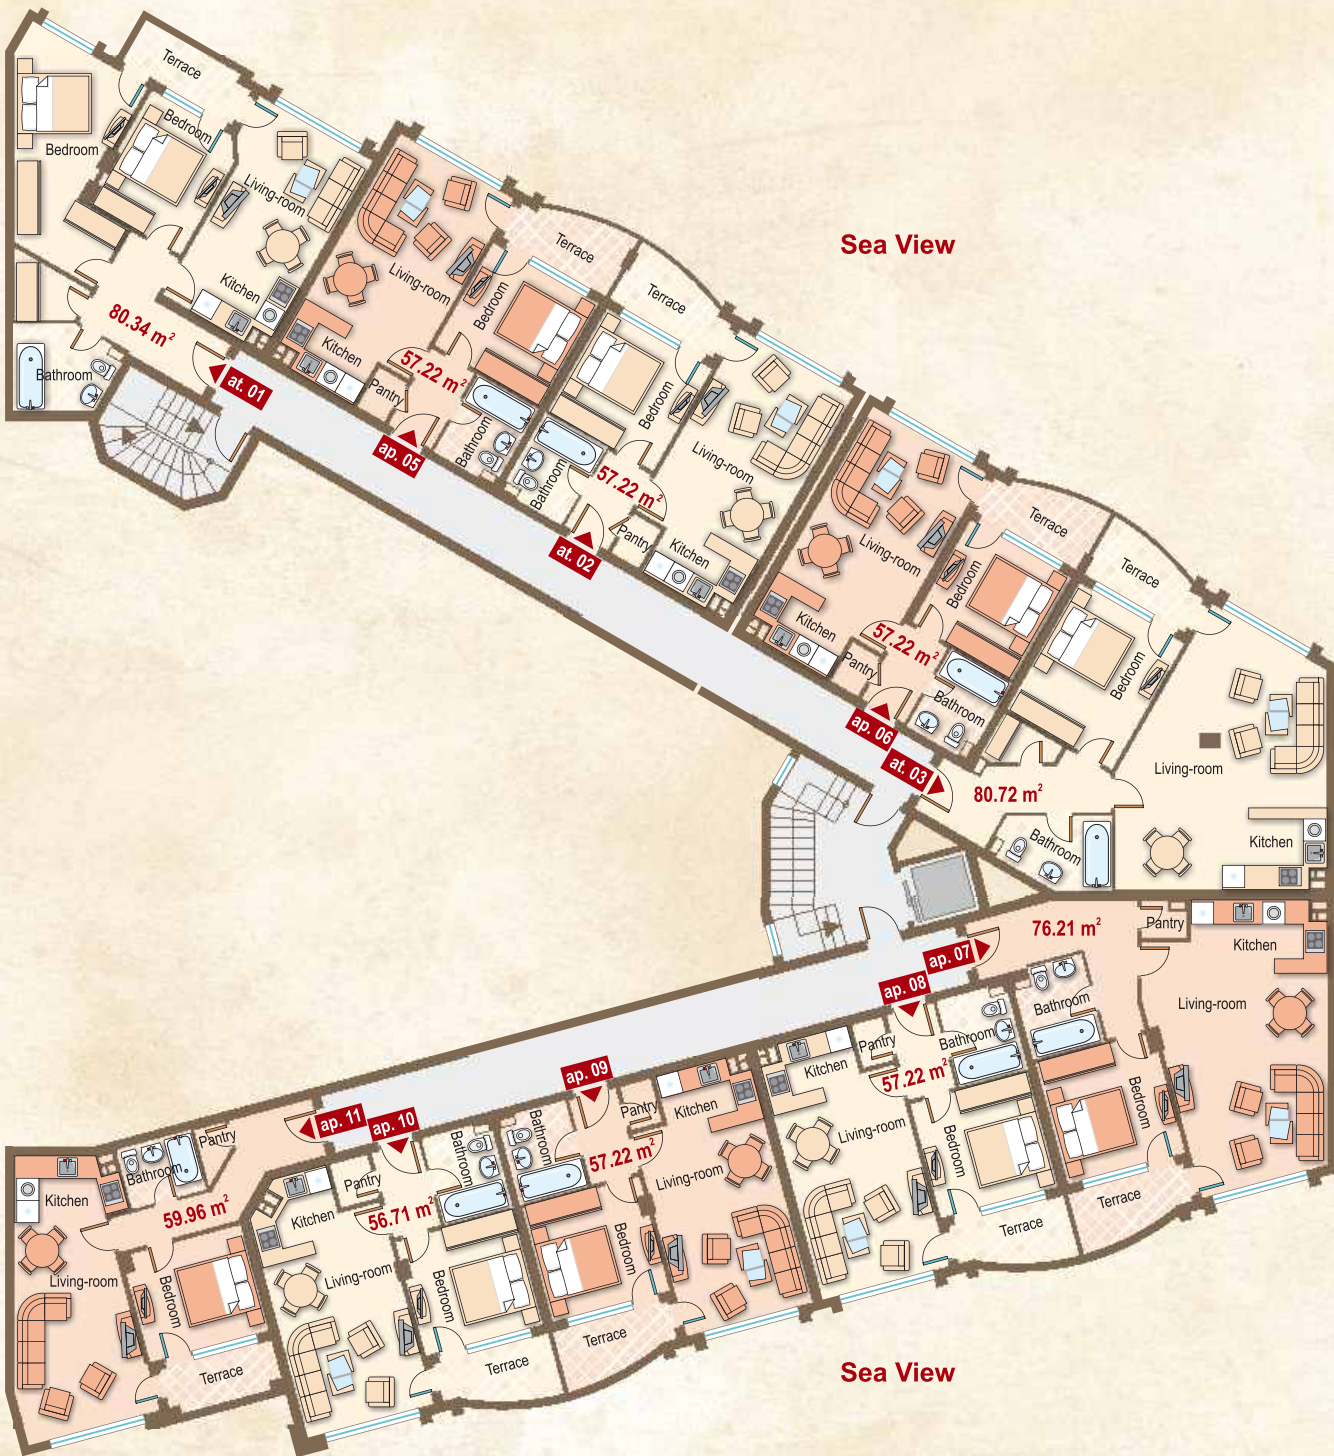 Terrace
Bedroom
Bedroom
Living-room
Kitchen
80.34 m²
Bathroom
at. 01
Terrace
Living-room
Bedroom
Kitchen
57.22 m²
Pantry
Bathroom
ap. 05
Sea View
Terrace
Bedroom
Living-room
57.22 m²
Bathroom
Pantry
Kitchen
at. 02
Terrace
Living-room
Bedroom
Kitchen
57.22 m²
Pantry
Bathroom
ap. 06
Terrace
Bedroom
at. 03
80.72 m²
Living-room
Bathroom
Kitchen
76.21 m²
Pantry
Kitchen
ap. 07
Bathroom
Living-room
Bedroom
Terrace
ap. 08
Pantry
Bathroom
Kitchen
57.22 m²
Living-room
Bedroom
Terrace
ap. 09
Bathroom
Pantry
Kitchen
57.22 m²
Living-room
Bedroom
Terrace
ap. 10
Bathroom
Pantry
Kitchen
56.71 m²
Living-room
Bedroom
Terrace
ap. 11
Pantry
Bathroom
Kitchen
59.96 m²
Living-room
Bedroom
Terrace
Sea View